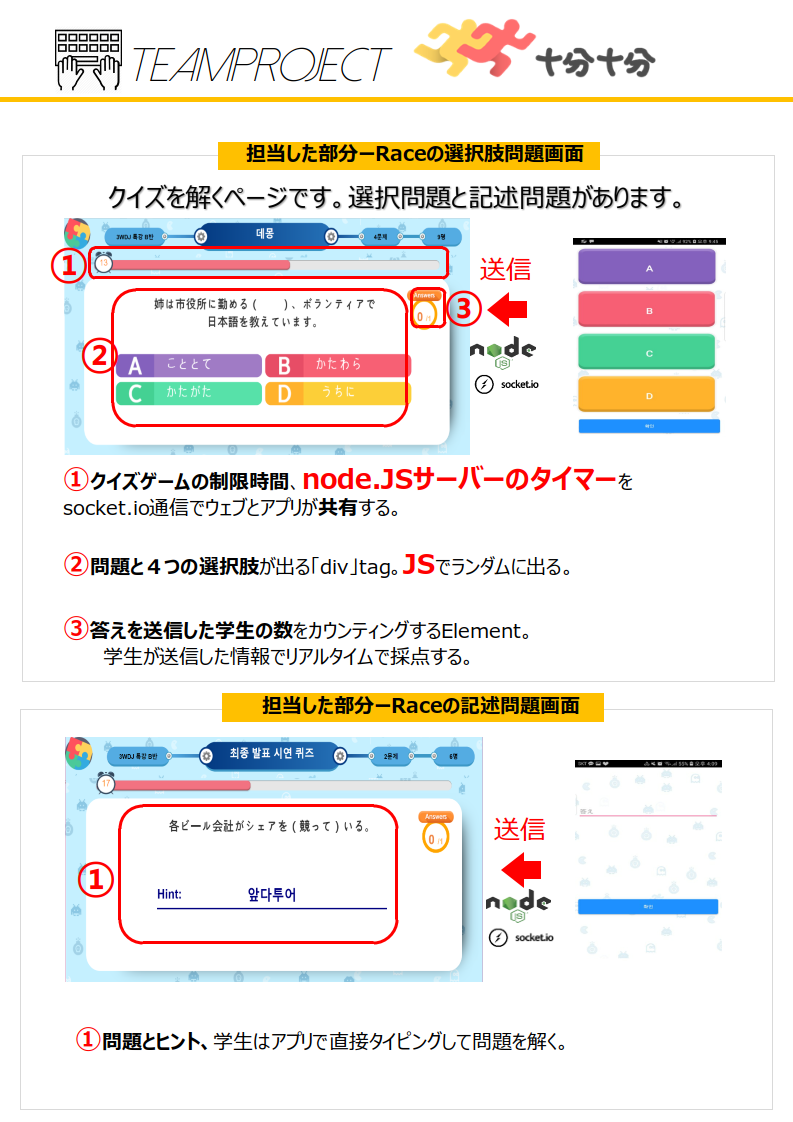 TEAMPROJECT
十分十分
担当した部分ーRaceの選択肢問題画面
クイズを解くページです。選択問題と記述問題があります。
3WDJ 특강 B반
데몽
4문제
3명
①
13
姉は市役所に勤める ( )、ボランティアで
日本語を教えています。
Answers
0 /1
③
②
A こととて
B かたわら
C かたがた
D うちに
送信
node
JS
socket.io
A
B
C
D
확인
①クイズゲームの制限時間、node.JSサーバーのタイマーを
socket.io通信でウェブとアプリが共有する。
②問題と４つの選択肢が出る「div」tag。JSでランダムに出る。
③答えを送信した学生の数をカウンティングするElement。
学生が送信した情報でリアルタイムで採点する。
担当した部分ーRaceの記述問題画面
3WDJ 특강 B반
최종 발표 시연 퀴즈
2문제
6명
17
各ビール会社がシェアを ( 競って ) いる。
Answers
0 /1
①
Hint: 앞다투어
送信
node
JS
socket.io
答え
확인
①問題とヒント、学生はアプリで直接タイピングして問題を解く。